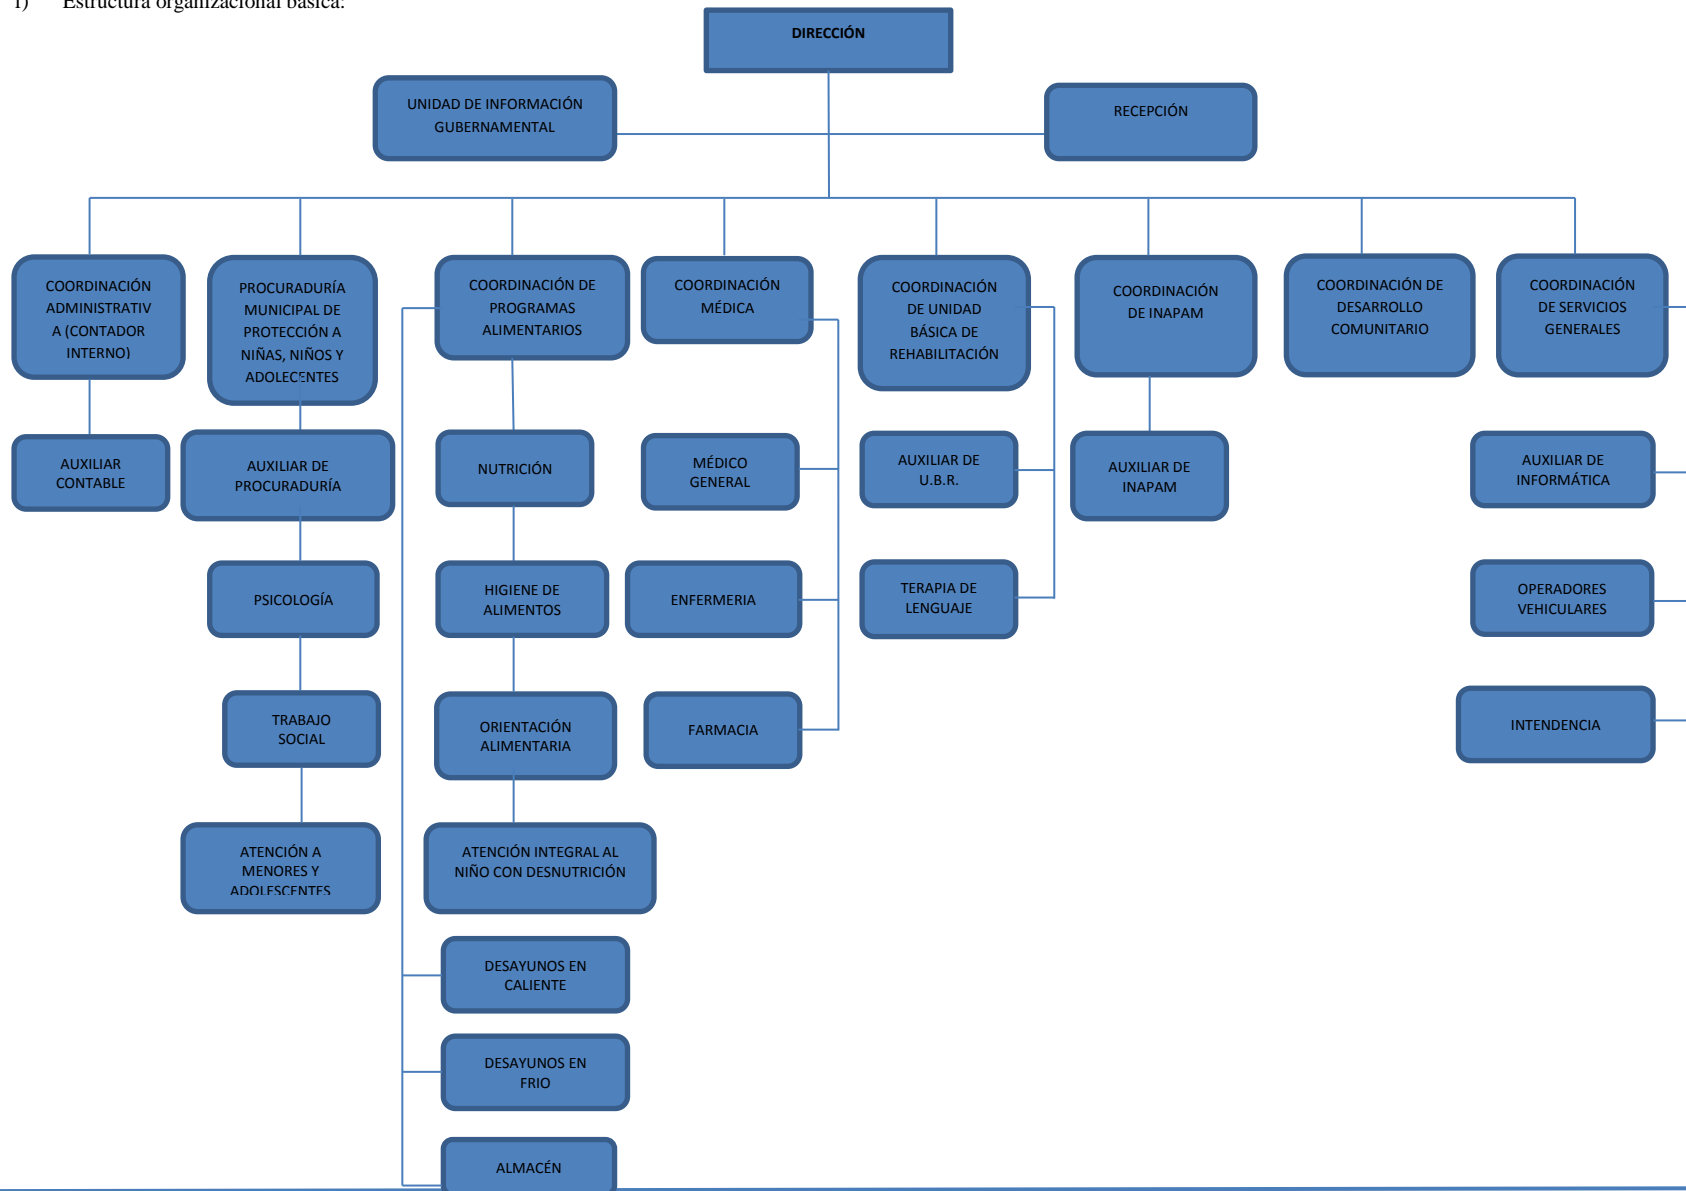 Estructura organizacional básica:
DIRECCIÓN
UNIDAD DE INFORMACIÓN
GUBERNAMENTAL
RECEPCIÓN
COORDINACIÓN
ADMINISTRATIV
A (CONTADOR
INTERNO)
PROCURADURÍA
MUNICIPAL DE
PROTECCIÓN A
NIÑAS, NIÑOS Y
ADOLECENTES
COORDINACIÓN DE
PROGRAMAS
ALIMENTARIOS
COORDINACIÓN
MÉDICA
COORDINACIÓN
DE UNIDAD
BÁSICA DE
REHABILITACIÓN
COORDINACIÓN
DE INAPAM
COORDINACIÓN DE
DESARROLLO
COMUNITARIO
COORDINACIÓN
DE SERVICIOS
GENERALES
AUXILIAR
CONTABLE
AUXILIAR DE
PROCURADURÍA
NUTRICIÓN
MÉDICO
GENERAL
AUXILIAR DE
U.B.R.
AUXILIAR DE
INAPAM
AUXILIAR DE
INFORMÁTICA
PSICOLOGÍA
HIGIENE DE
ALIMENTOS
ENFERMERIA
TERAPIA DE
LENGUAJE
OPERADORES
VEHICULARES
TRABAJO
SOCIAL
ORIENTACIÓN
ALIMENTARIA
FARMACIA
INTENDENCIA
ATENCIÓN A
MENORES Y
ADOLESCENTES
ATENCIÓN INTEGRAL AL
NIÑO CON DESNUTRICIÓN
DESAYUNOS EN
CALIENTE
DESAYUNOS EN
FRIO
ALMACÉN